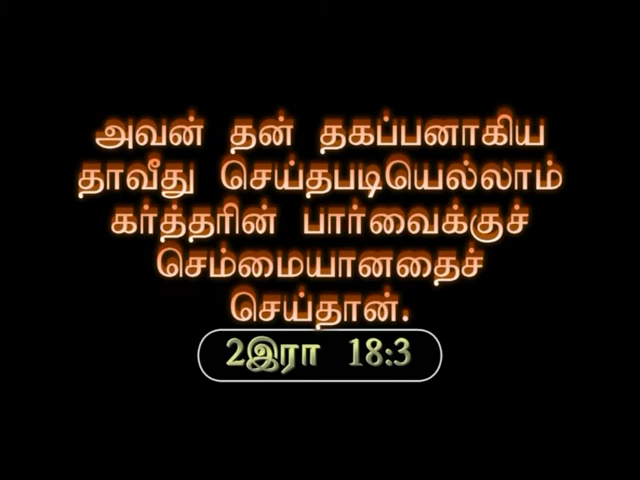 அவன் தன் தகப்பனாகிய
தாவீது செய்தபடியெல்லாம்
கர்த்தரின் பார்வைக்குச்
செம்மையானதைச்
செய்தான்.
2இரா 18:3